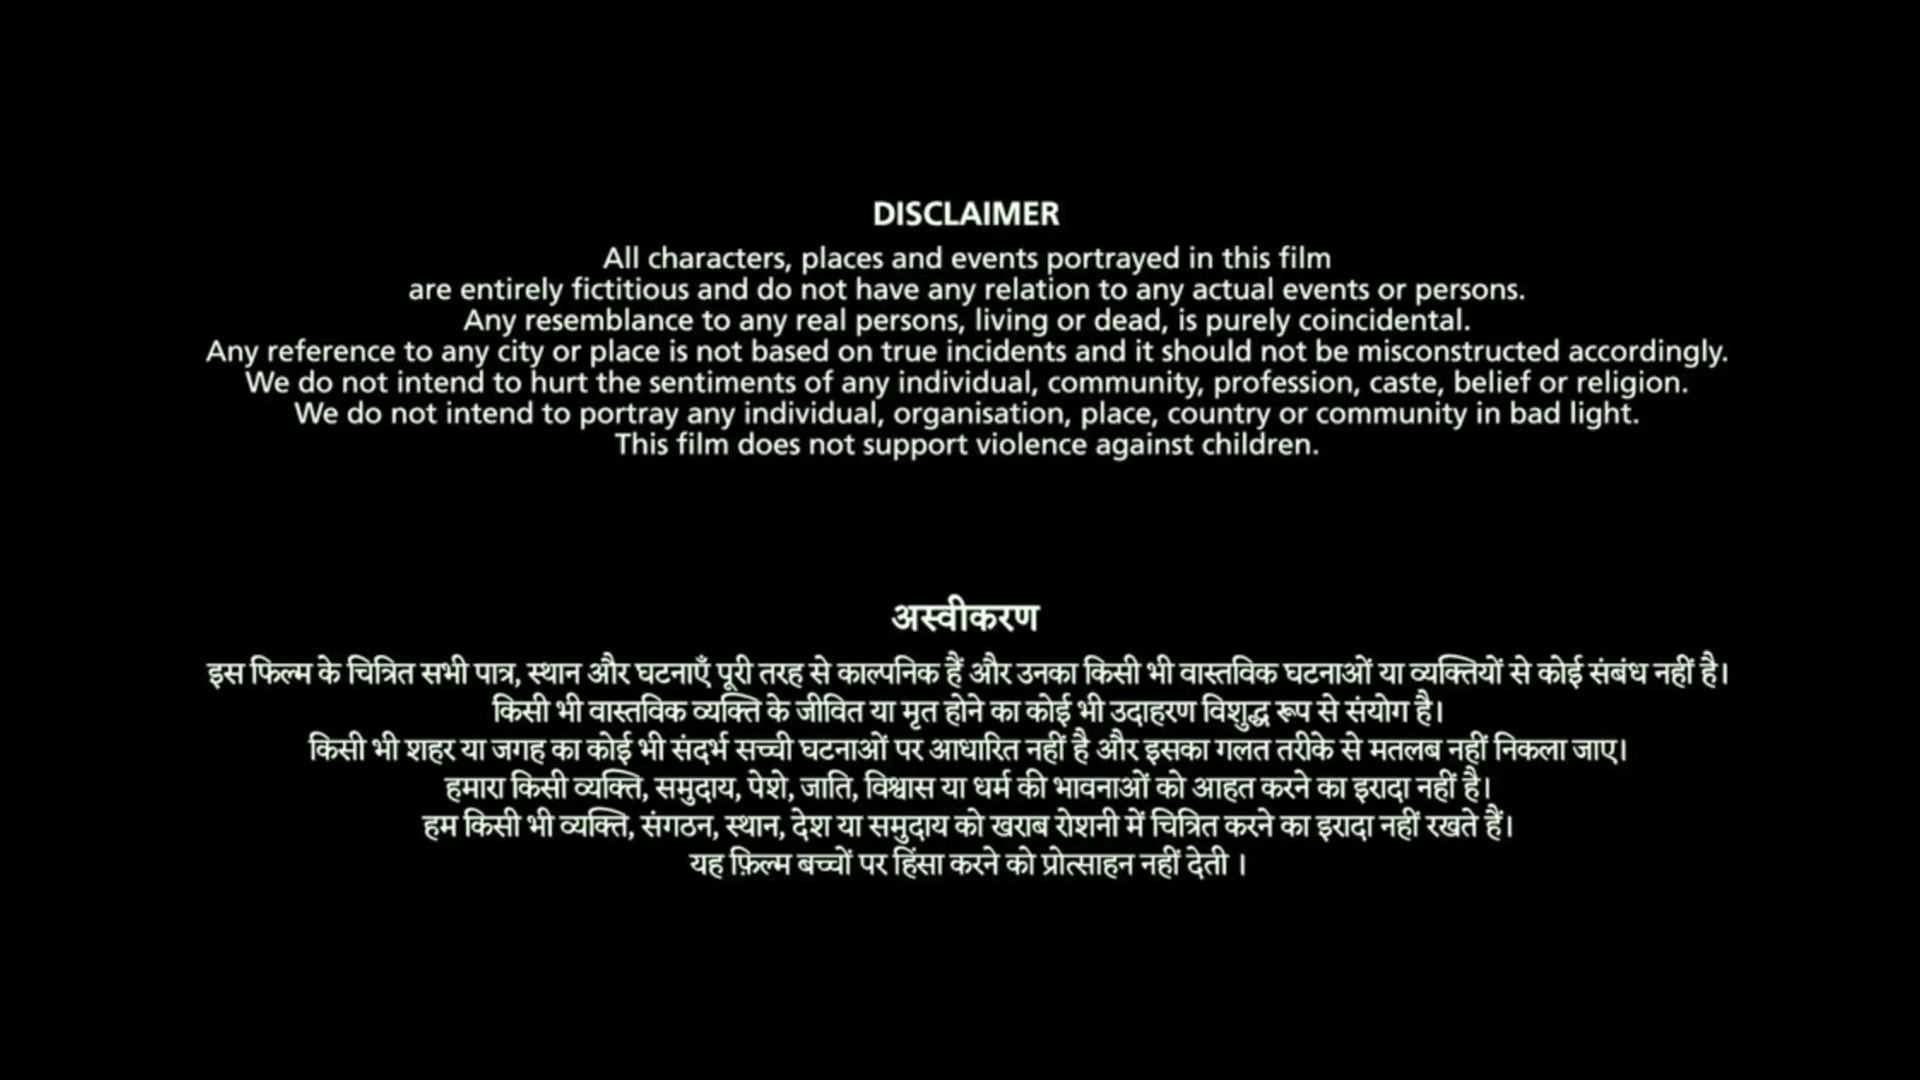 DISCLAIMER
All characters, places and events portrayed in this film
are entirely fictitious and do not have any relation to any actual events or persons.
Any resemblance to any real persons, living or dead, is purely coincidental.
Any reference to any city or place is not based on true incidents and it should not be misconstructed accordingly.
We do not intend to hurt the sentiments of any individual, community, profession, caste, belief or religion.
We do not intend to portray any individual, organisation, place, country or community in bad light.
This film does not support violence against children.
अस्वीकरण
इस फिल्म के चित्रित सभी पात्र, स्थान और घटनाएँ पूरी तरह से काल्पनिक हैं और उनका किसी भी वास्तविक घटनाओं या व्यक्तियों से कोई संबंध नहीं है।
किसी भी वास्तविक व्यक्ति के जीवित या मृत होने का कोई भी उदाहरण विशुद्ध रूप से संयोग है।
किसी भी शहर या जगह का कोई भी संदर्भ सच्ची घटनाओं पर आधारित नहीं है और इसका गलत तरीके से मतलब नहीं निकला जाए।
हमारा किसी व्यक्ति, समुदाय, पेशे, जाति, विश्वास या धर्म की भावनाओं को आहत करने का इरादा नहीं है।
हम किसी भी व्यक्ति, संगठन, स्थान, देश या समुदाय को खराब रोशनी में चित्रित करने का इरादा नहीं रखते हैं।
यह फ़िल्म बच्चों पर हिंसा करने को प्रोत्साहन नहीं देती ।